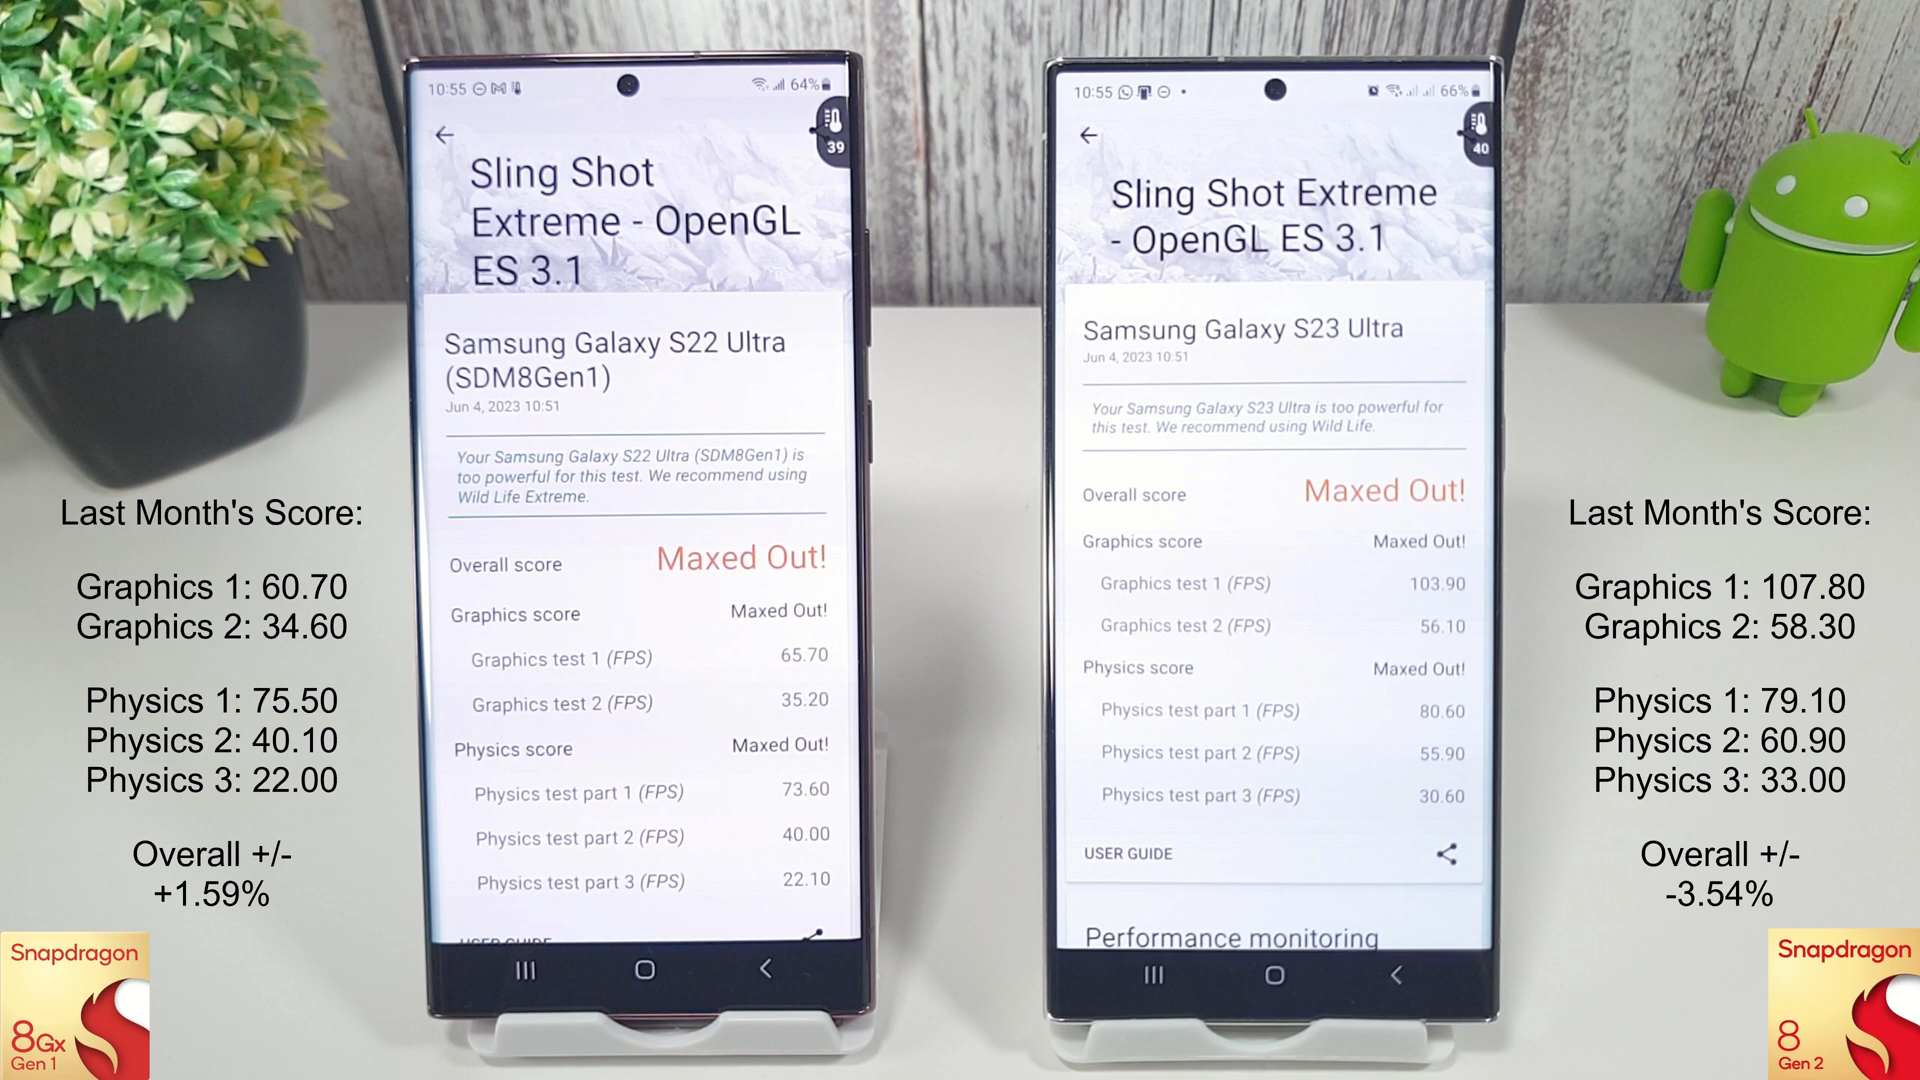 Last Month's Score:
Graphics 1: 60.70
Graphics 2: 34.60
Physics 1: 75.50
Physics 2: 40.10
Physics 3: 22.00
Overall +/-
+1.59%
Snapdragon
8Gx
Gen 1
10:55
64%
39
Sling Shot
Extreme - OpenGL
ES 3.1
Samsung Galaxy S22 Ultra
(SDM8Gen1)
Jun 4, 2023 10:51
Your Samsung Galaxy S22 Ultra (SDM8Gen1) is
too powerful for this test. We recommend using
Wild Life Extreme.
Overall score Maxed Out!
Graphics score Maxed Out!
Graphics test 1 (FPS) 65.70
Graphics test 2 (FPS) 35.20
Physics score Maxed Out!
Physics test part 1 (FPS) 73.60
Physics test part 2 (FPS) 40.00
Physics test part 3 (FPS) 22.10
USER GUIDE
10:55
66%
40
Sling Shot Extreme
- OpenGL ES 3.1
Samsung Galaxy S23 Ultra
Jun 4, 2023 10:51
Your Samsung Galaxy S23 Ultra is too powerful for
this test. We recommend using Wild Life.
Overall score Maxed Out!
Graphics score Maxed Out!
Graphics test 1 (FPS) 103.90
Graphics test 2 (FPS) 56.10
Physics score Maxed Out!
Physics test part 1 (FPS) 80.60
Physics test part 2 (FPS) 55.90
Physics test part 3 (FPS) 30.60
USER GUIDE
Performance monitoring
Last Month's Score:
Graphics 1: 107.80
Graphics 2: 58.30
Physics 1: 79.10
Physics 2: 60.90
Physics 3: 33.00
Overall +/-
-3.54%
Snapdragon
8
Gen 2